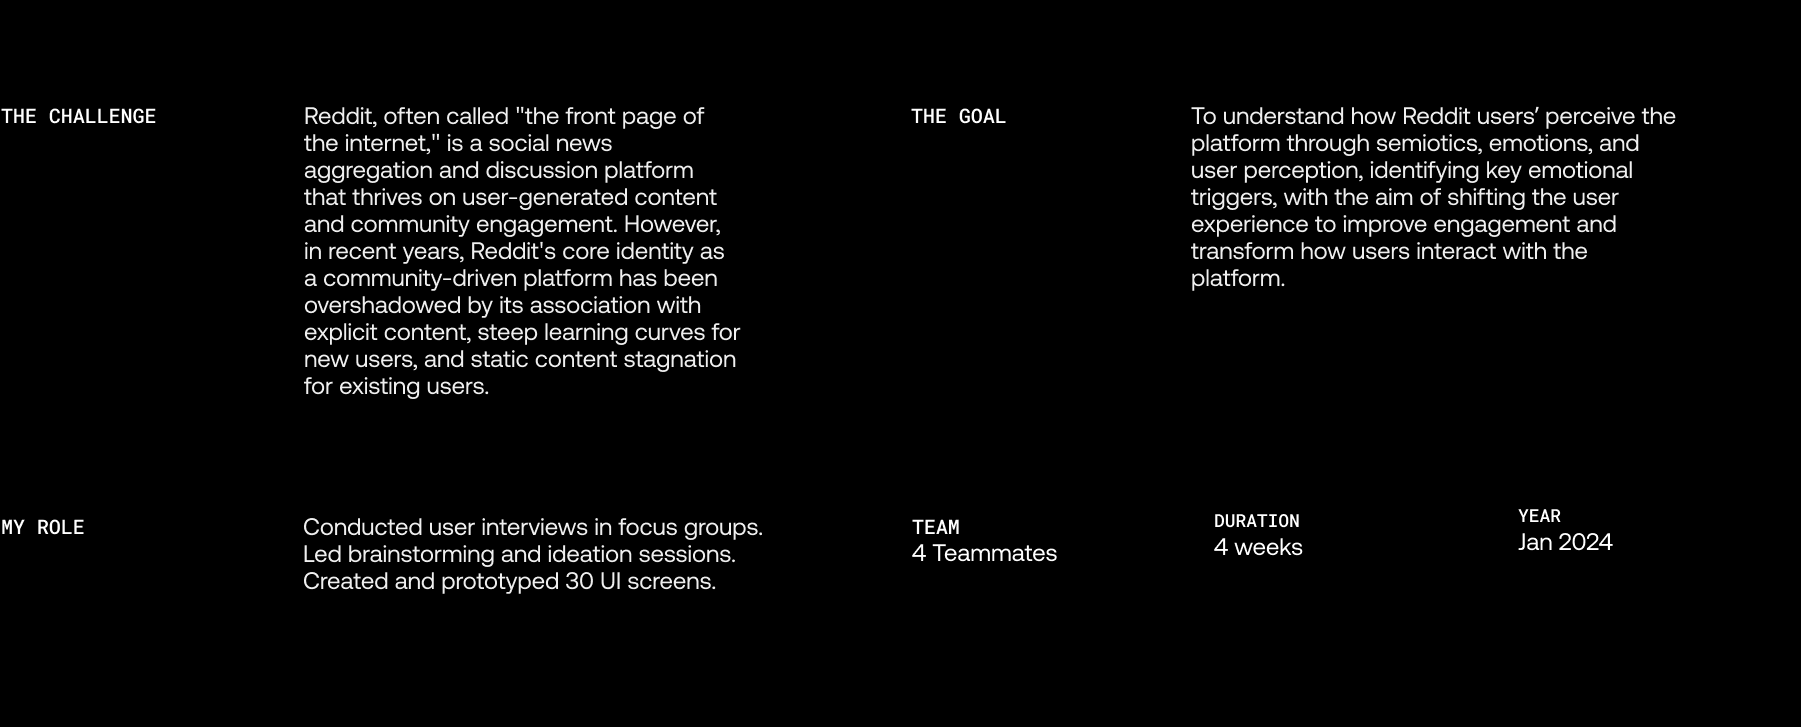 THE CHALLENGE
Reddit, often called "the front page of
the internet," is a social news
aggregation and discussion platform
that thrives on user-generated content
and community engagement. However,
in recent years, Reddit's core identity as
a community-driven platform has been
overshadowed by its association with
explicit content, steep learning curves for
new users, and static content stagnation
for existing users.
THE GOAL
To understand how Reddit users’ perceive the
platform through semiotics, emotions, and
user perception, identifying key emotional
triggers, with the aim of shifting the user
experience to improve engagement and
transform how users interact with the
platform.
MY ROLE
Conducted user interviews in focus groups.
Led brainstorming and ideation sessions.
Created and prototyped 30 UI screens.
TEAM
4 Teammates
DURATION
4 weeks
YEAR
Jan 2024